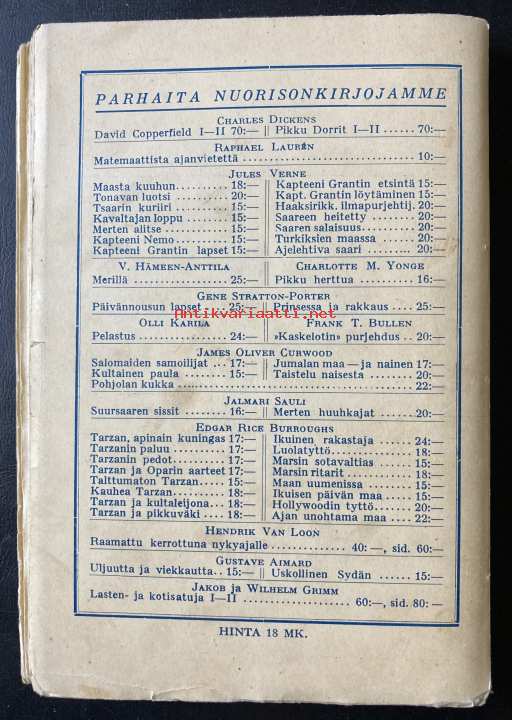 PARHAITA NUORISONKIRJOJAMME
CHARLES DICKENS
David Copperfield I—II 70:— || Pikku Dorrit I—II ...... 70:—
RAPHAEL LAURÉN
Matemaattista ajanvietettä .................................. 10:—
JULES VERNE
Maasta kuuhun.......... 18:—
Tonavan luotsi .......... 20:—
Tsaarin kuriiri .......... 15:—
Kavaltajan loppu ........ 15:—
Merten alitse ............ 15:—
Kapteeni Nemo .......... 15:—
Kapteeni Grantin lapset 15:—
Kapteeni Grantin etsintä 15:—
Kapt. Grantin löytäminen 15:—
Haaksirikk. ilmapurjehtij. 20:—
Saareen heitetty ........ 20:—
Saaren salaisuus........ 20:—
Turkiksien maassa ...... 20:—
Ajelehtiva saari ........ 20:—
V. HÄMEEN-ANTTILA
Merillä .................. 25:—
CHARLOTTE M. YONGE
Pikku herttua .......... 16:—
GENE STRATTON-PORTER
Päivännousun lapset .... 25:— || Prinsessa ja rakkaus .... 25:—
Antikvariaatti.net
OLLI KARILA
Pelastus ................ 24:—
FRANK T. BULLEN
»Kaskelotin» purjehdus .. 20:—
JAMES OLIVER CURWOOD
Salomaiden samoilijat .. 17:—
Kultainen paula ........ 15:—
Jumalan maa — ja nainen 17:—
Taistelu naisesta ...... 20:—
Pohjolan kukka .......................................... 22:—
JALMARI SAULI
Suursaaren sissit ........ 16:— || Merten huuhkajat ........ 20:—
EDGAR RICE BURROUGHS
Tarzan, apinain kuningas 17:—
Tarzanin paluu .......... 17:—
Tarzanin pedot.......... 17:—
Tarzan ja Oparin aarteet 17:—
Talttumaton Tarzan...... 15:—
Kauhea Tarzan.......... 18:—
Tarzan ja kultaleijona.... 18:—
Tarzan ja pikkuväki .... 18:—
Ikuinen rakastaja ...... 24:—
Luolatyttö.............. 18:—
Marsin sotavaltias ...... 15:—
Marsin ritarit .......... 18:—
Maan uumenissa ........ 15:—
Ikuisen päivän maa .... 15:—
Hollywoodin tyttö........ 20:—
Ajan unohtama maa .... 22:—
HENDRIK VAN LOON
Raamattu kerrottuna nykyajalle .............. 40: —, sid. 60:—
GUSTAVE AIMARD
Uljuutta ja viekkautta.. 15:— || Uskollinen Sydän ...... 15:—
JAKOB ja WILHELM GRIMM
Lasten- ja kotisatuja I—II .................. 60:—, sid. 80: —
HINTA 18 MK.